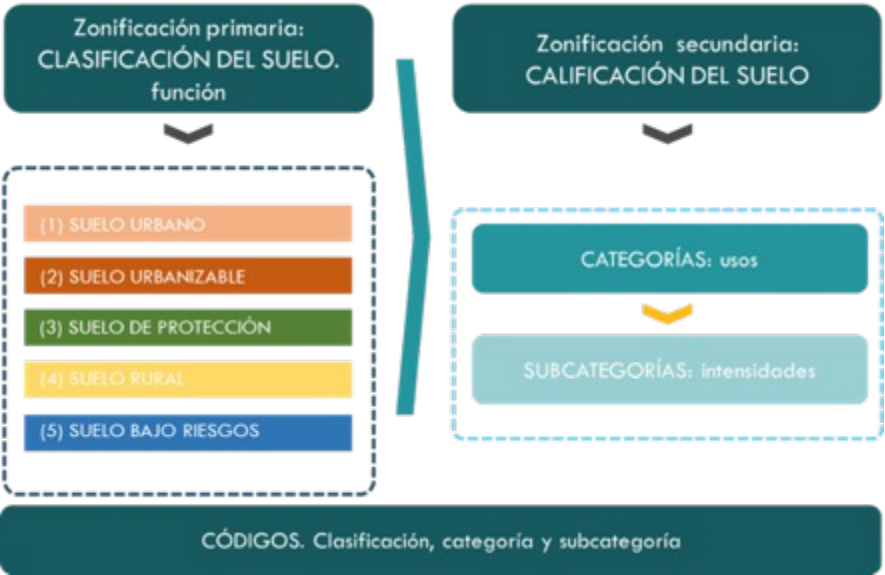 Zonificación primaria:
CLASIFICACIÓN DEL SUELO.
función
(1) SUELO URBANO
(2) SUELO URBANIZABLE
(3) SUELO DE PROTECCIÓN
(4) SUELO RURAL
(5) SUELO BAJO RIESGOS
Zonificación secundaria:
CALIFICACIÓN DEL SUELO
CATEGORÍAS: usos
SUBCATEGORÍAS: intensidades
CÓDIGOS. Clasificación, categoría y subcategoría